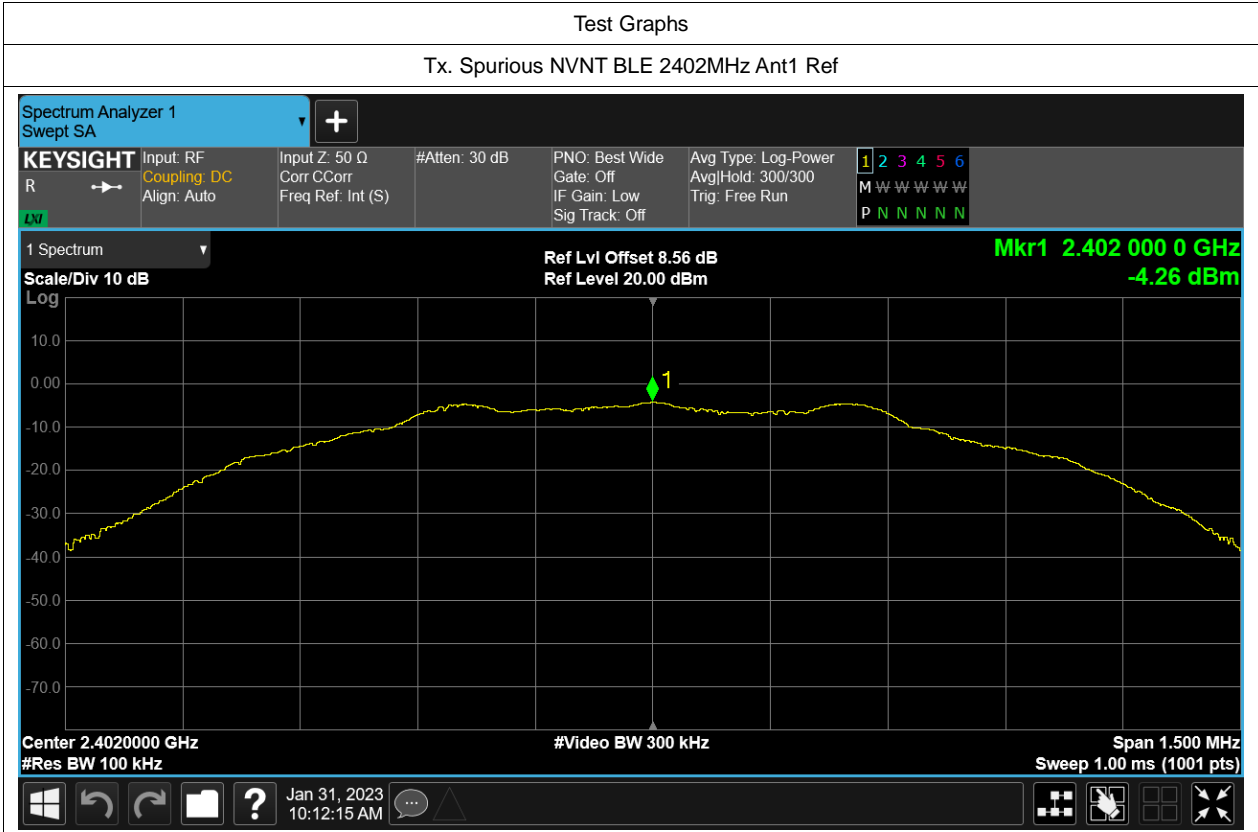 Test Graphs
Tx. Spurious NVNT BLE 2402MHz Ant1 Ref
Spectrum Analyzer 1
Swept SA
KEYSIGHT
R
LXI
Input: RF
Coupling: DC
Align: Auto
Input Z: 50 Ω
Corr CCorr
Freq Ref: Int (S)
#Atten: 30 dB
PNO: Best Wide
Gate: Off
IF Gain: Low
Sig Track: Off
Avg Type: Log-Power
Avg|Hold: 300/300
Trig: Free Run
1 2 3 4 5 6
M W W W W W
P N N N N N
1 Spectrum
Scale/Div 10 dB
Ref Lvl Offset 8.56 dB
Ref Level 20.00 dBm
Mkr1 2.402 000 0 GHz
-4.26 dBm
Log
10.0
0.00
-10.0
-20.0
-30.0
-40.0
-50.0
-60.0
-70.0
1
Center 2.4020000 GHz
#Video BW 300 kHz
Span 1.500 MHz
#Res BW 100 kHz
Sweep 1.00 ms (1001 pts)
?
Jan 31, 2023
10:12:15 AM